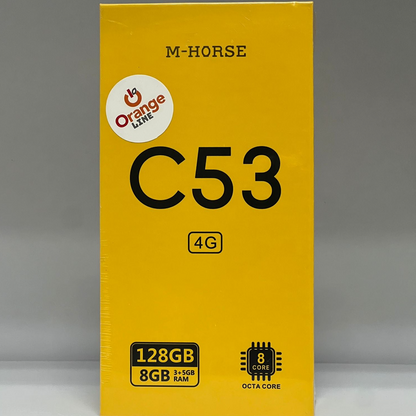 M-HORSE
Orange
LINE
C53
4G
128GB
8GB 3+5GB RAM
8
CORE
OCTA CORE